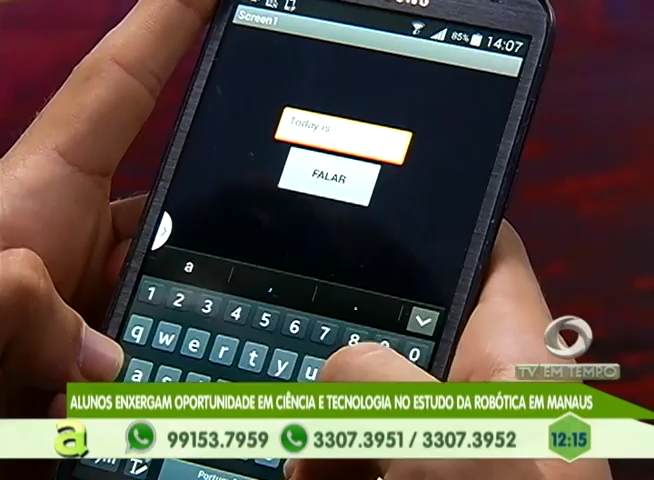 SAMSUNG
Screen1
85% 14:07
Today is
FALAR
a , .
1 2 3 4 5 6 7 8 9 0
q w e r t y u
a s
Portu
TV EM TEMPO
ALUNOS ENXERGAM OPORTUNIDADE EM CIÊNCIA E TECNOLOGIA NO ESTUDO DA ROBÓTICA EM MANAUS
a 99153.7959 3307.3951 / 3307.3952 12:15